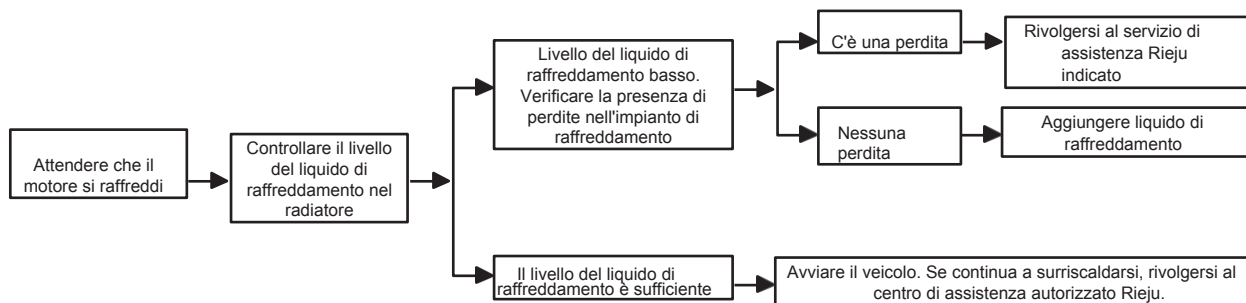 Attendere che il
motore si raffreddi
Controllare il livello
del liquido di
raffreddamento nel
radiatore
Livello del liquido di
raffreddamento basso.
Verificare la presenza di
perdite nell'impianto di
raffreddamento
C'è una perdita
Rivolgersi al servizio di
assistenza Rieju
indicato
Nessuna
perdita
Aggiungere liquido di
raffreddamento
Il livello del liquido di
raffreddamento è sufficiente
Avviare il veicolo. Se continua a surriscaldarsi, rivolgersi al
centro di assistenza autorizzato Rieju.